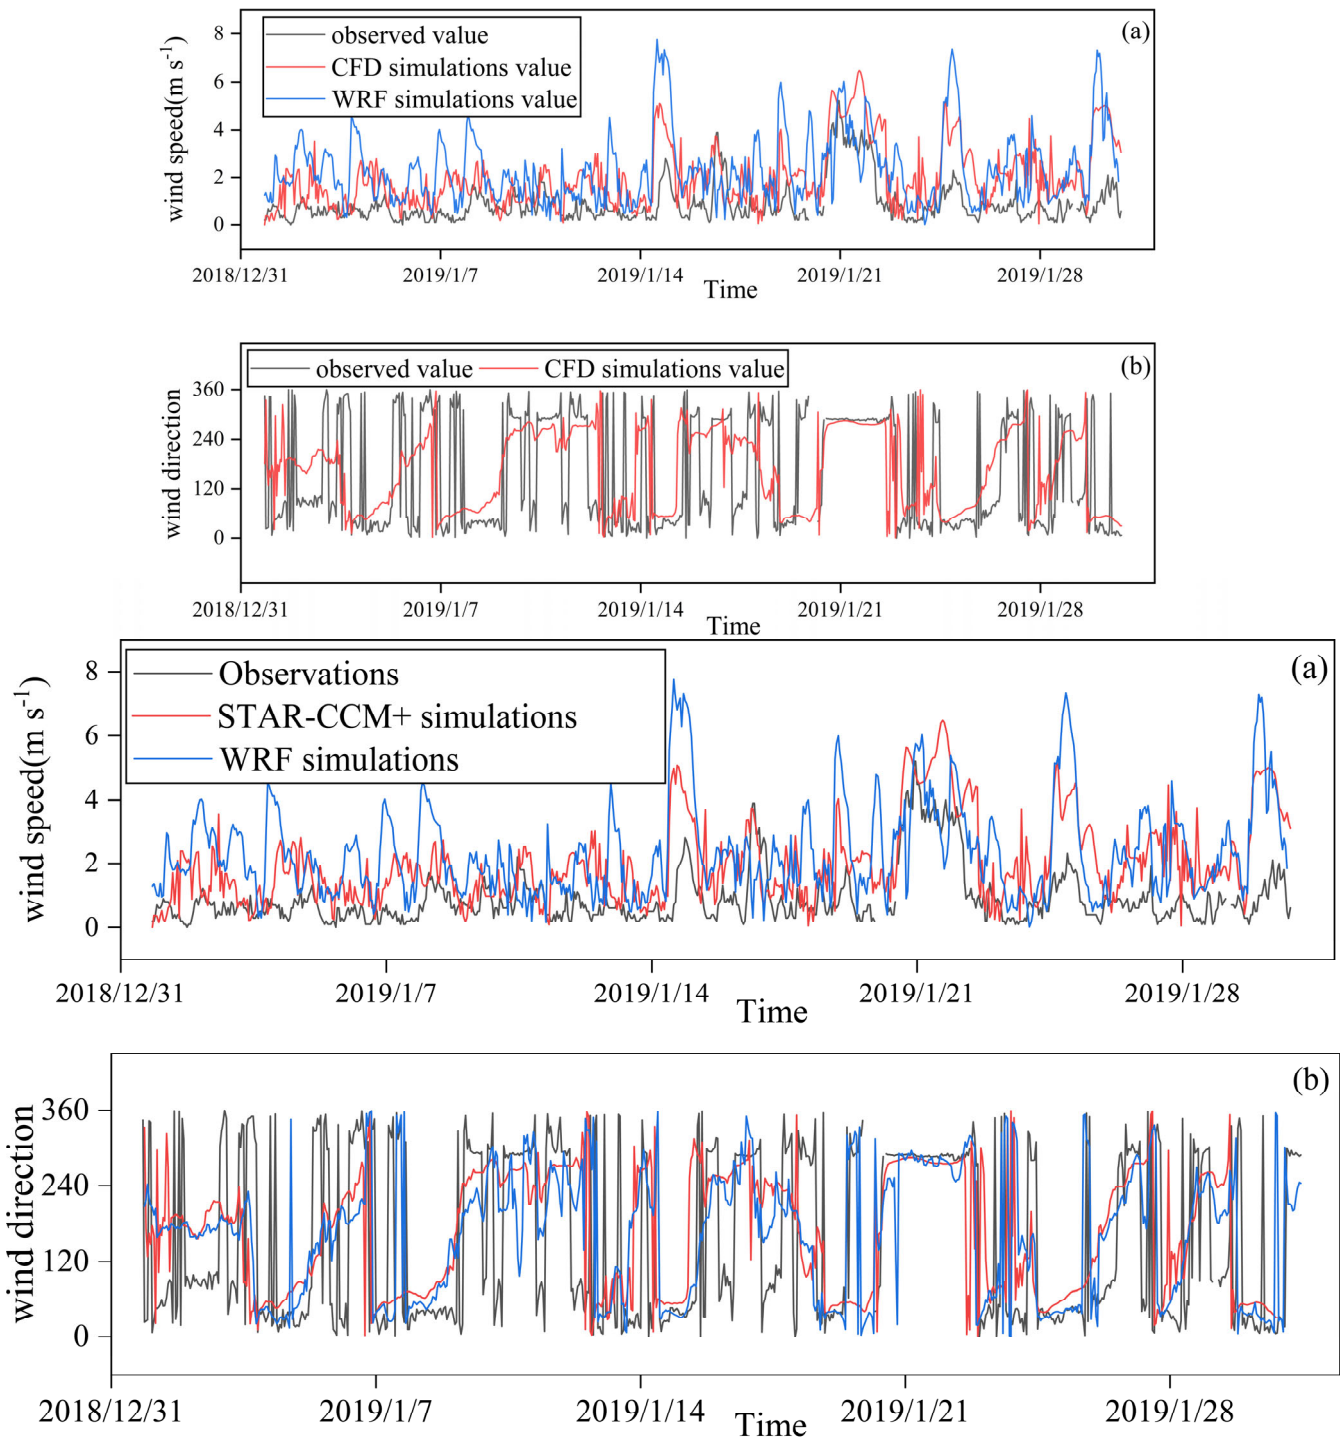 (a)
observed value
CFD simulations value
WRF simulations value
wind speed(m s-1)
8
6
4
2
0
2018/12/31 2019/1/7 2019/1/14 2019/1/21 2019/1/28
Time
(b)
observed value CFD simulations value
wind direction
360
240
120
0
2018/12/31 2019/1/7 2019/1/14 2019/1/21 2019/1/28
Time
(a)
Observations
STAR-CCM+ simulations
WRF simulations
wind speed(m s-1)
8
6
4
2
0
2018/12/31 2019/1/7 2019/1/14 2019/1/21 2019/1/28
Time
(b)
wind direction
360
240
120
0
2018/12/31 2019/1/7 2019/1/14 2019/1/21 2019/1/28
Time